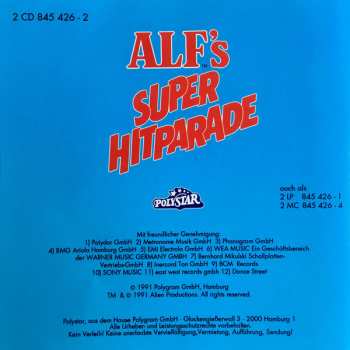 2 CD 845 426 - 2
ALF's
TM
SUPER
HITPARADE
POLYSTAR
auch als
2 LP 845 426 - 1
2 MC 845 426 - 4
Mit freundlicher Genehmigung:
1) Polydor GmbH 2) Metronome Musik GmbH 3) Phonogram GmbH
4) BMG Ariola Hamburg GmbH 5) EMI Electrola GmbH 6) WEA MUSIC Ein Geschäftsbereich
der WARNER MUSIC GERMANY GMBH 7) Bernhard Mikulski Schallplatten-
Vertriebs-GmbH 8) Intercord Ton GmbH 9) BCM Records
10) SONY MUSIC 11) east west records gmbh 12) Dance Street
© 1991 Polygram GmbH, Hamburg
TM & © 1991 Alien Productions. All Rights reserved.
Polystar, aus dem Hause Polygram GmbH - Glockengießerwall 3 - 2000 Hamburg 1
Alle Urheber- und Leistungsschutzrechte vorbehalten.
Kein Verleih! Keine unerlaubte Vervielfältigung, Vermietung, Aufführung, Sendung!